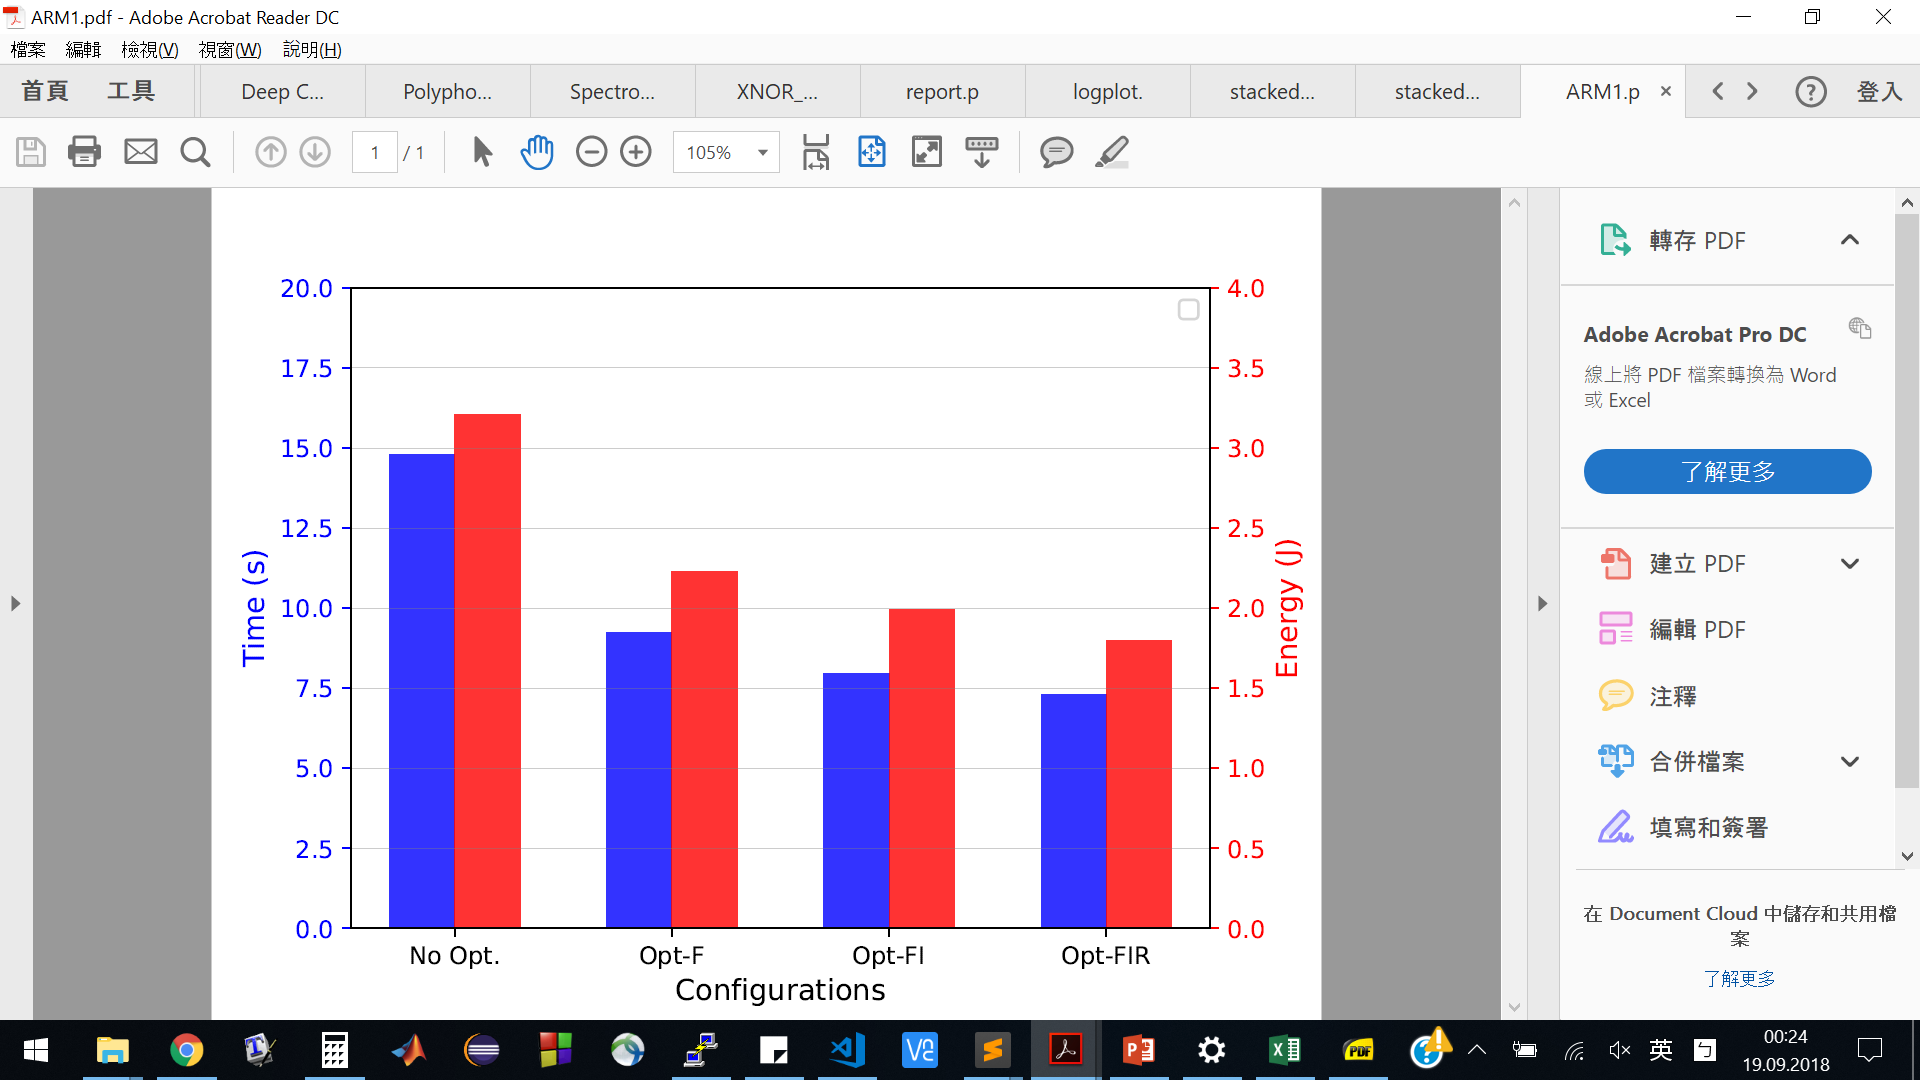 ARM1.pdf - Adobe Acrobat Reader DC
檔案 編輯 檢視(V) 視窗(W) 說明(H)
首頁 工具 Deep C... Polypho... Spectro... XNOR_... report.p logplot. stacked... stacked... ARM1.p 登入
1 / 1 105%
20.0
17.5
15.0
12.5
10.0
7.5
5.0
2.5
0.0
Time (s)
4.0
3.5
3.0
2.5
2.0
1.5
1.0
0.5
0.0
Energy (J)
No Opt. Opt-F Opt-FI Opt-FIR
Configurations
轉存 PDF
Adobe Acrobat Pro DC
線上將 PDF 檔案轉換為 Word
或 Excel
了解更多
建立 PDF
編輯 PDF
注釋
合併檔案
填寫和簽署
在 Document Cloud 中儲存和共用檔
案
了解更多
PDF
英 ㄅ
00:24
19.09.2018